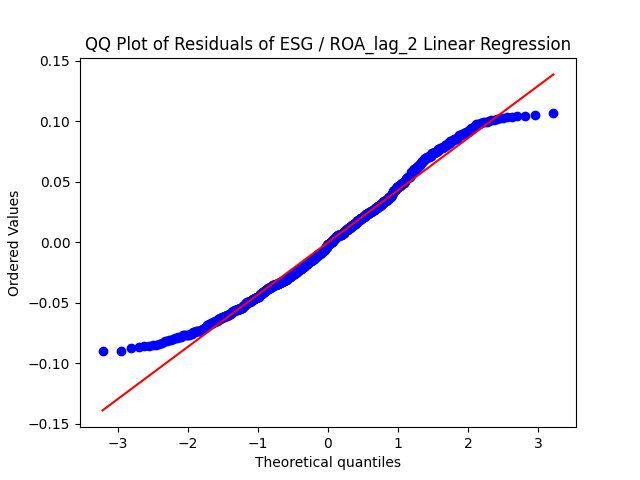 QQ Plot of Residuals of ESG / ROA_lag_2 Linear Regression
0.15
0.10
0.05
0.00
−0.05
−0.10
−0.15
Ordered Values
−3 −2 −1 0 1 2 3
Theoretical quantiles